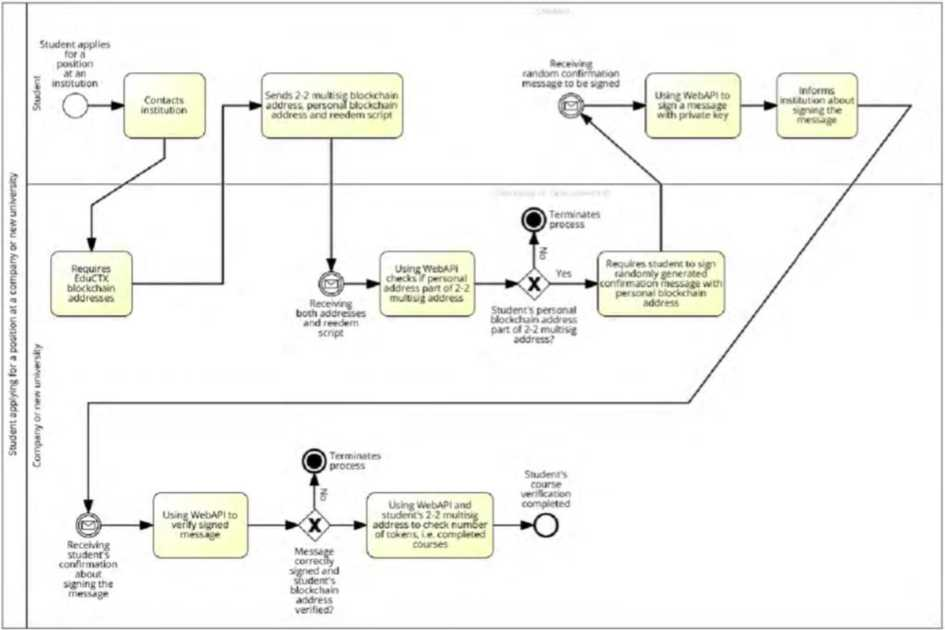 Student applying for a position at a company or new university
Student
Student applies
for a
position
at an
institution
Contacts
institution
Sends 2-2 multisig blockchain
address, personal blockchain
address and reedem script
Receiving
random confirmation
message to be signed
Using WebAPI to
sign a message
with private key
Informs
institution about
signing the
message
Company or new university
Requires
EduCTX
blockchain
addresses
Receiving
both addresses
and reedem
script
Using WebAPI
checks if personal
address part of 2-2
multisig address
Terminates
process
No
Yes
Student's personal
blockchain address
part of 2-2 multisig
address?
Requires student to sign
randomly generated
confirmation message with
personal blockchain
address
Receiving
student's
confirmation
about
signing the
message
Using WebAPI to
verify signed
message
Terminates
process
No
Message
correctly
signed and
student's
blockchain
address
verified?
Using WebAPI and
student's 2-2 multisig
address to check number
of tokens, i.e. completed
courses
Student's
course
verification
completed